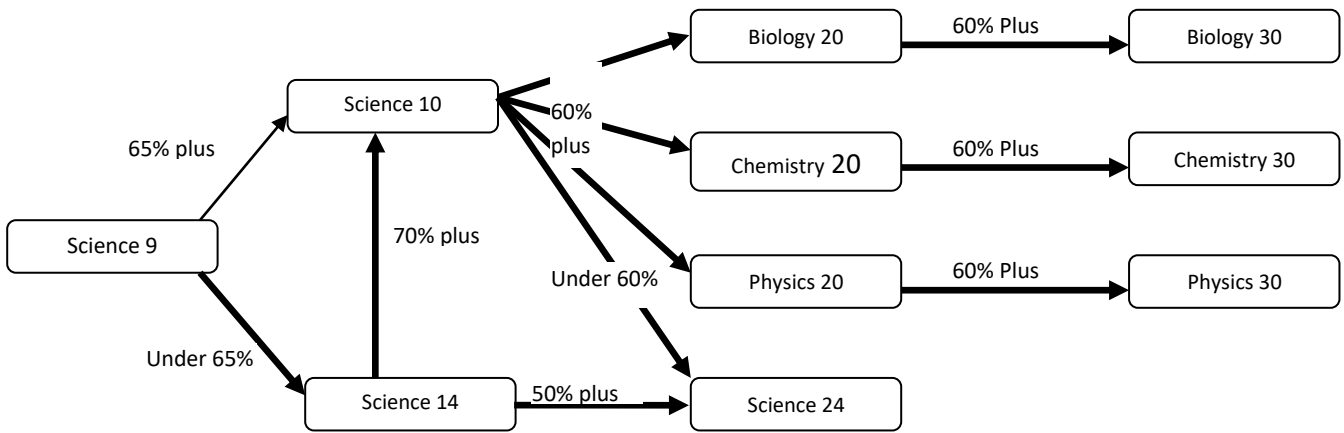 Biology 20
60% Plus
Biology 30
Science 10
65% plus
60%
plus
Chemistry 20
60% Plus
Chemistry 30
Science 9
70% plus
Under 60%
Physics 20
60% Plus
Physics 30
Under 65%
Science 14
50% plus
Science 24